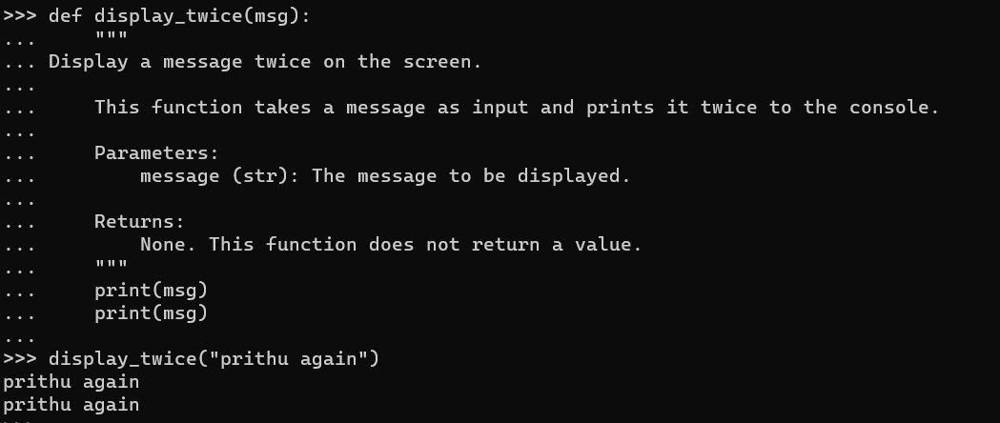 >>> def display_twice(msg):
...     """
... Display a message twice on the screen.
...
...     This function takes a message as input and prints it twice to the console.
...
...     Parameters:
...         message (str): The message to be displayed.
...
...     Returns:
...         None. This function does not return a value.
...     """
...     print(msg)
...     print(msg)
...
>>> display_twice("prithu again")
prithu again
prithu again